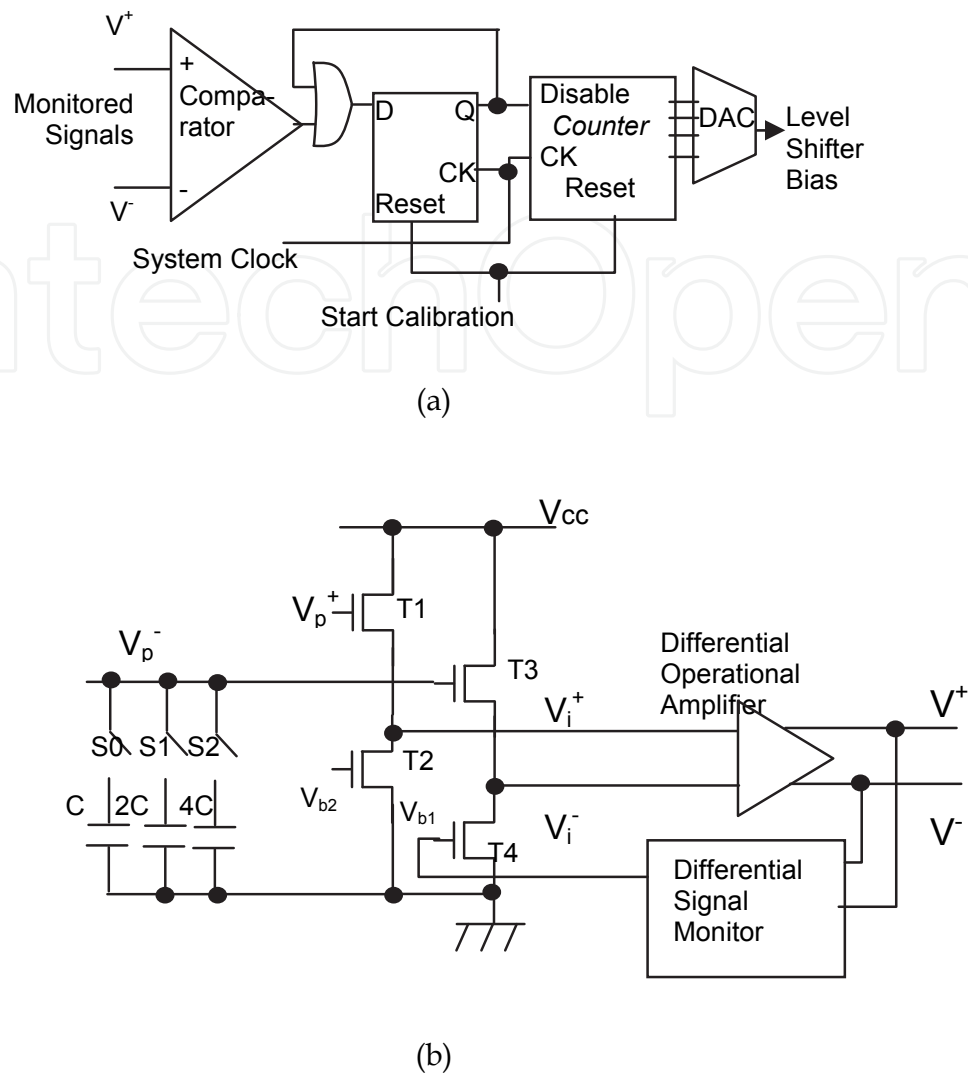 V+
Monitored
Signals
V-
+
-
Compa-
rator
D
Q
CK
Reset
Disable
Counter
CK
Reset
DAC
Level
Shifter
Bias
System Clock
Start Calibration
intechOpen
(a)
Vcc
Vp+
T1
Vp-
T3
Differential
Operational
Amplifier
Vi+
V+
S0
S1
S2
T2
C
2C
4C
Vb2
Vb1
Vi-
V-
T4
Differential
Signal
Monitor
(b)